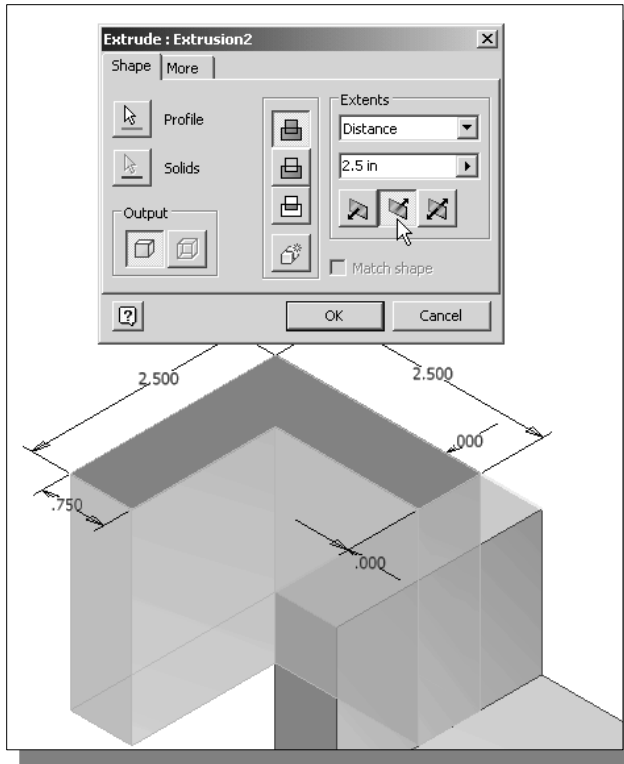 Extrude : Extrusion2
Shape More
Profile
Solids
Output
Extents
Distance
2.5 in
Match shape
OK Cancel
2.500
2.500
.000
.750
.000